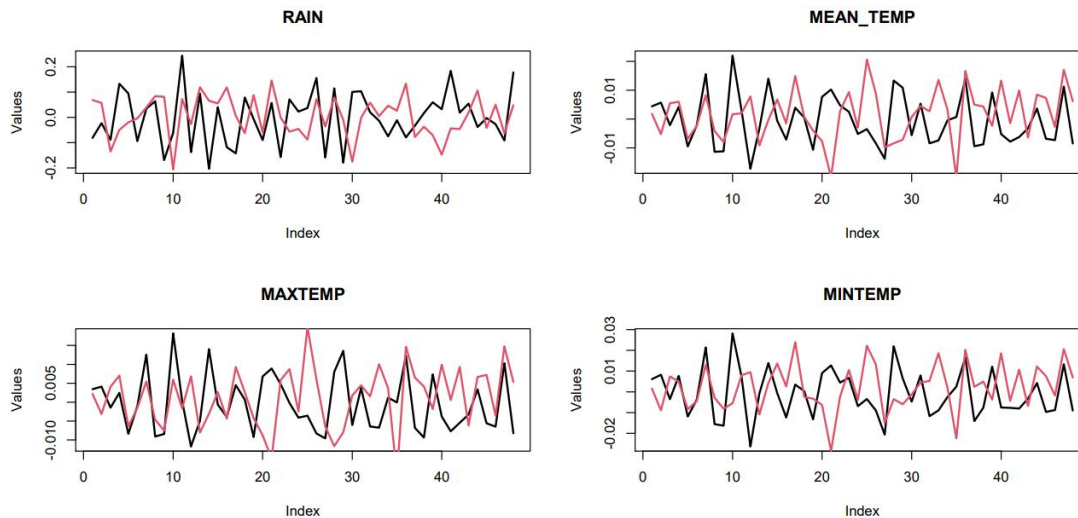 RAIN
Values
0.2
0.0
-0.2
0 10 20 30 40
Index
MEAN_TEMP
Values
0.01
-0.01
0 10 20 30 40
Index
MAXTEMP
Values
0.005
-0.010
0 10 20 30 40
Index
MINTEMP
Values
0.03
0.01
-0.02
0 10 20 30 40
Index